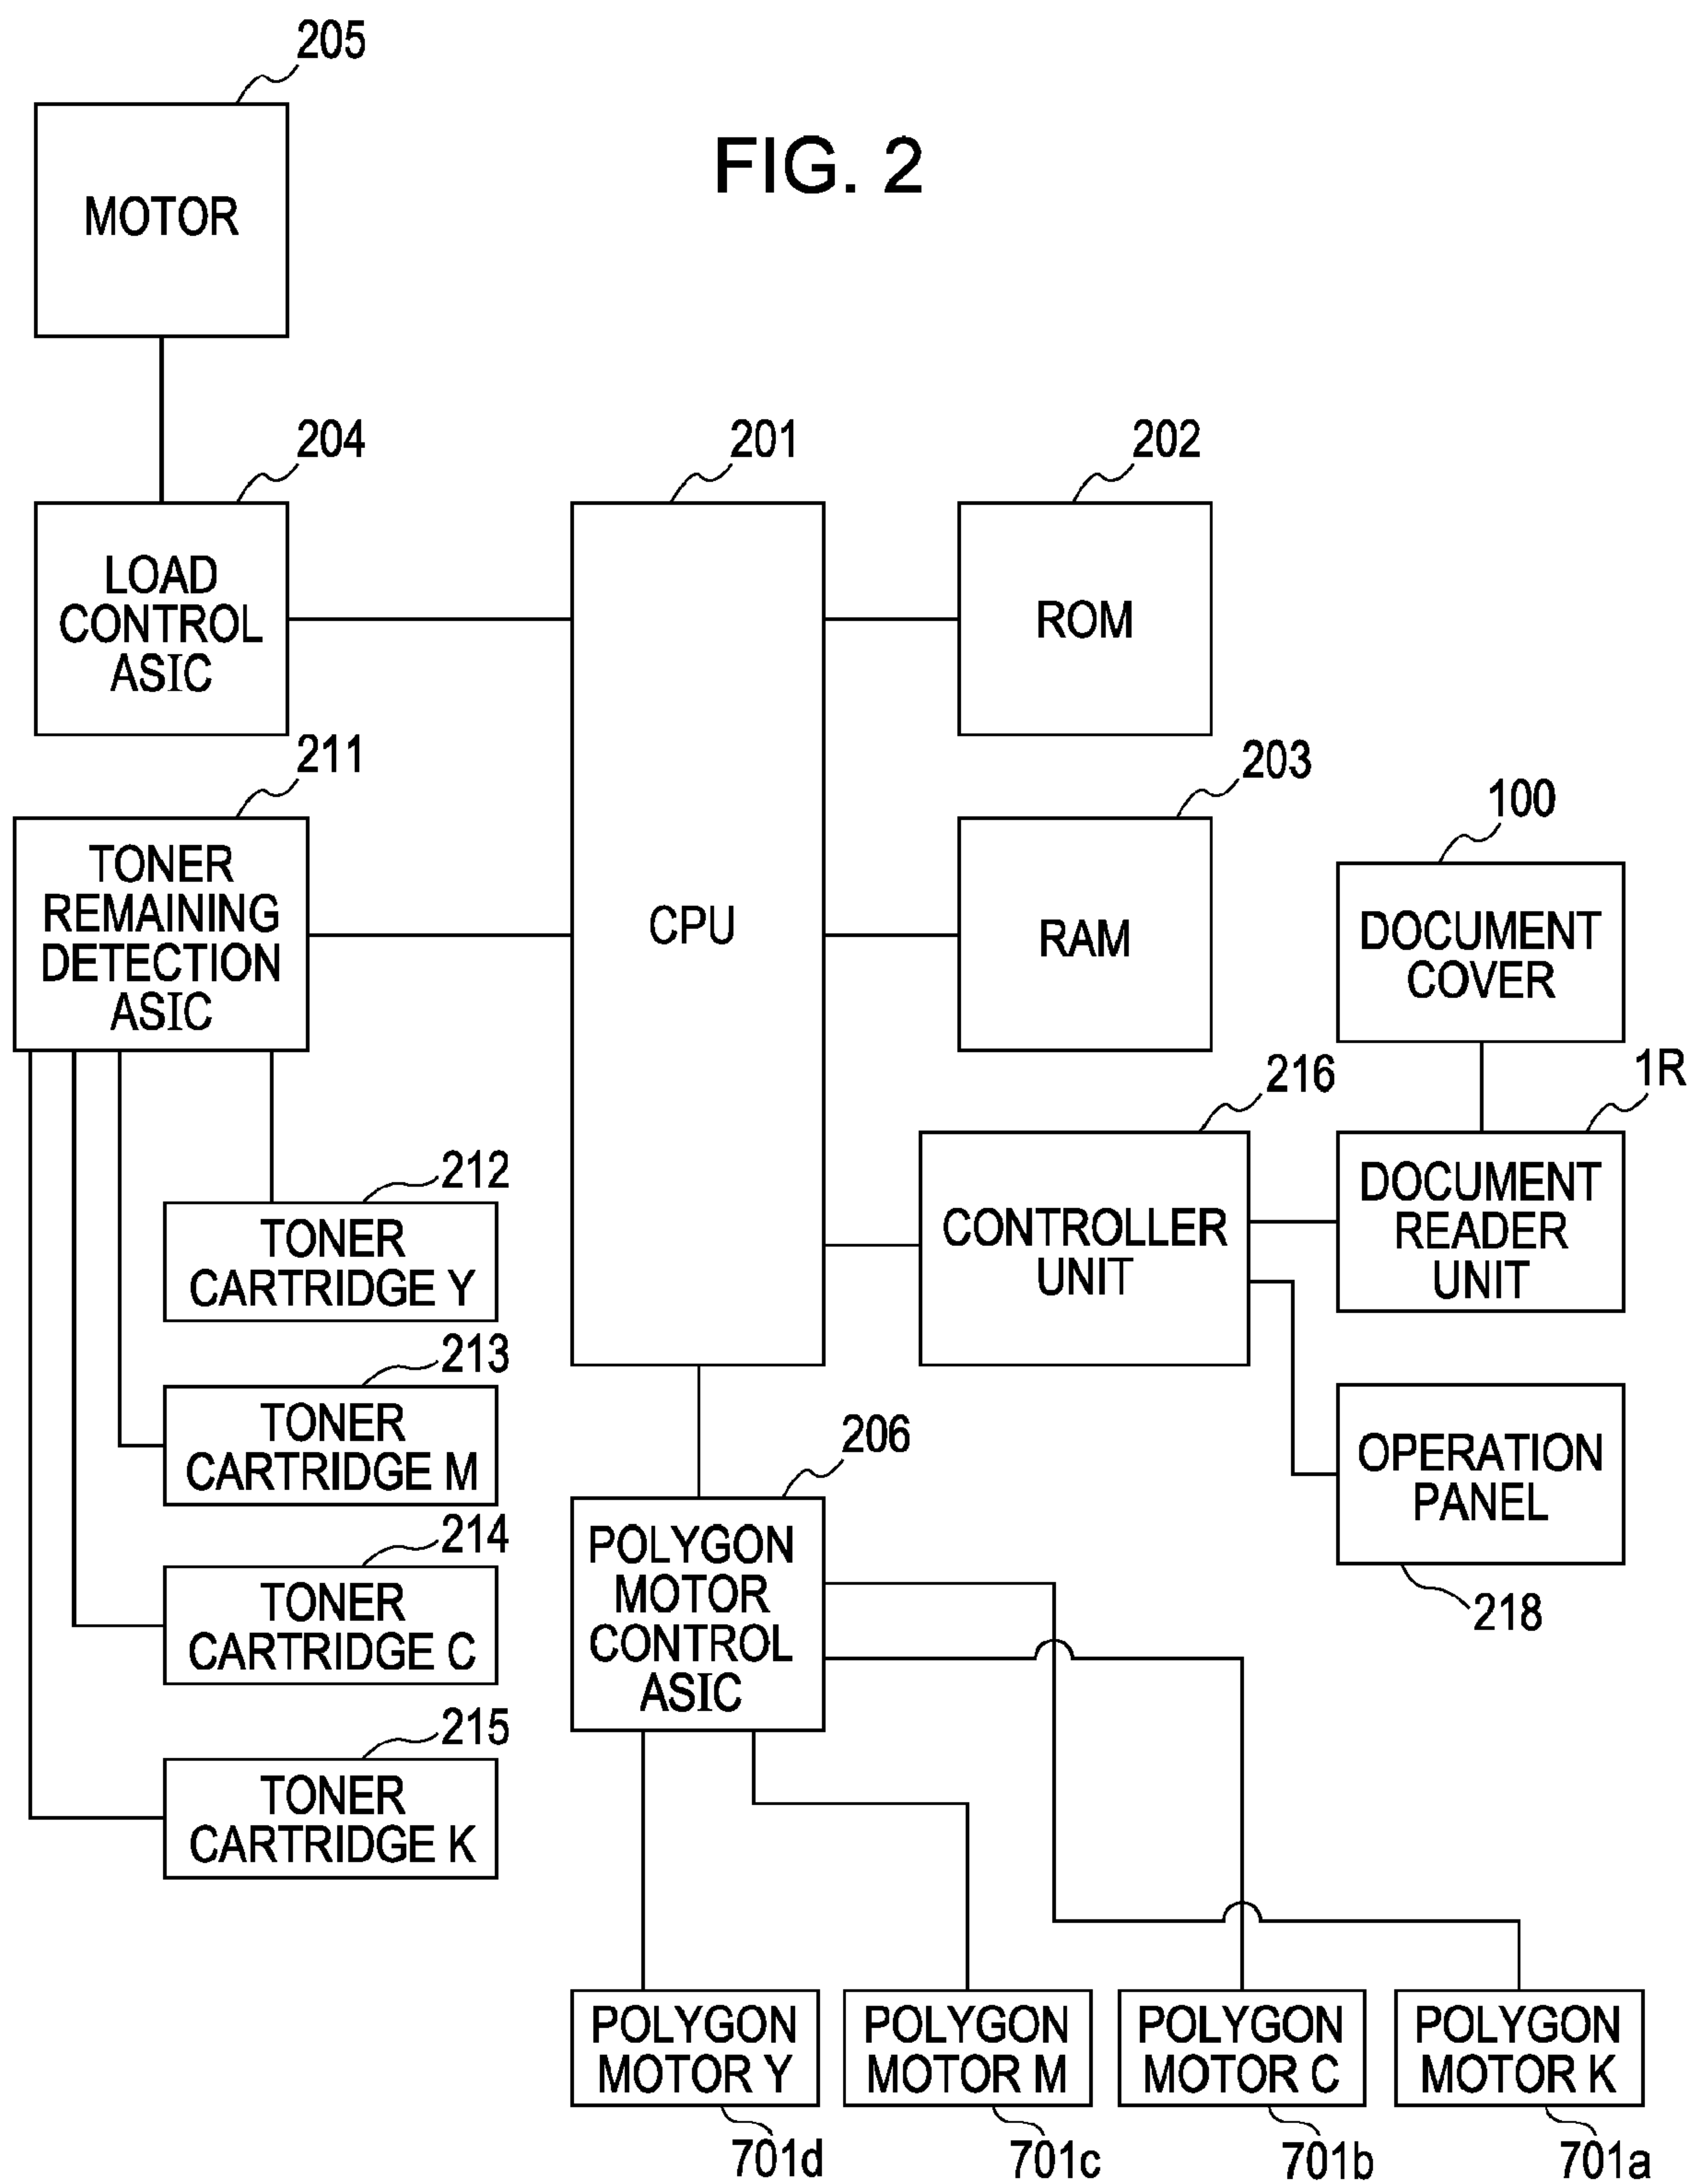 205
MOTOR
FIG. 2
204
LOAD
CONTROL
ASIC
201
CPU
202
ROM
203
RAM
211
TONER
REMAINING
DETECTION
ASIC
100
DOCUMENT
COVER
1R
DOCUMENT
READER
UNIT
216
CONTROLLER
UNIT
212
TONER
CARTRIDGE Y
213
TONER
CARTRIDGE M
214
TONER
CARTRIDGE C
215
TONER
CARTRIDGE K
OPERATION
PANEL
218
206
POLYGON
MOTOR
CONTROL
ASIC
POLYGON
MOTOR Y
701d
POLYGON
MOTOR M
701c
POLYGON
MOTOR C
701b
POLYGON
MOTOR K
701a